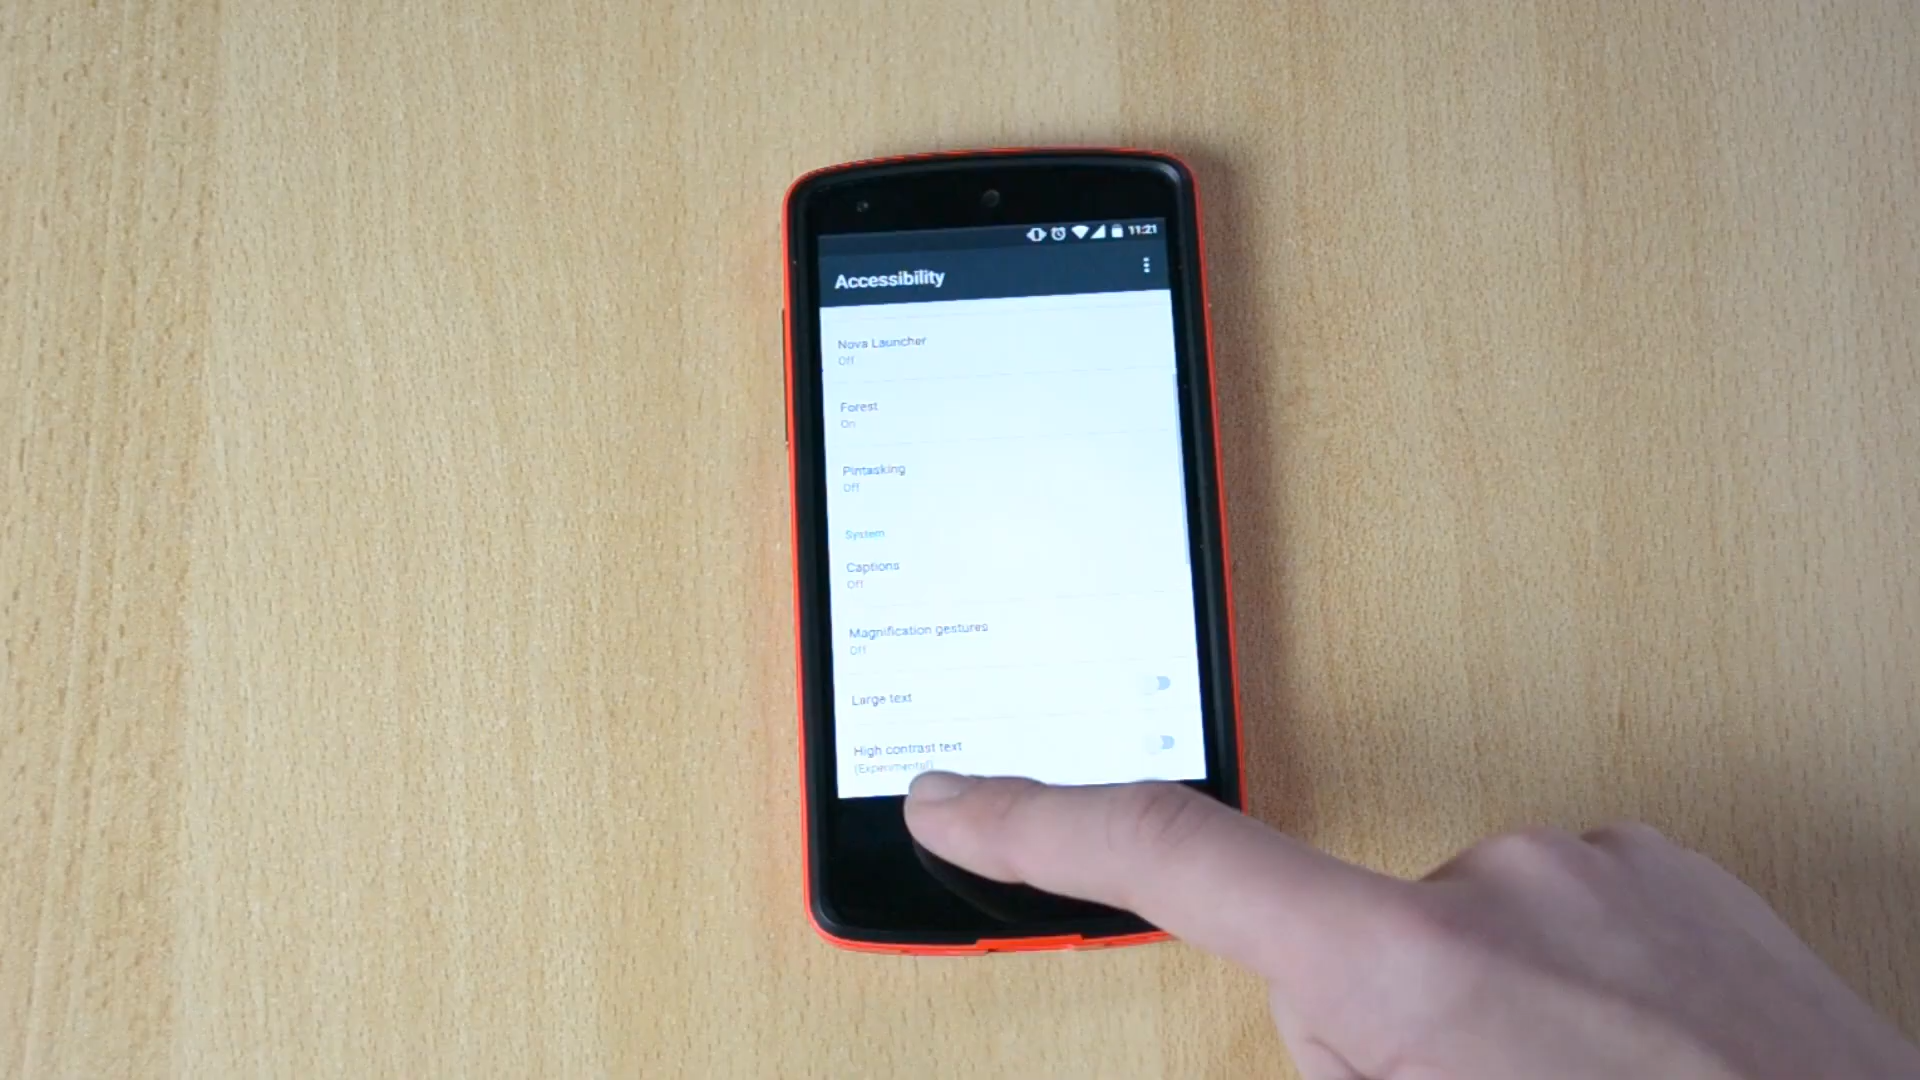 11:21
Accessibility
Nova Launcher
Off
Forest
On
Pintasking
Off
System
Captions
Off
Magnification gestures
Off
Large text
High contrast text
(Experimental)